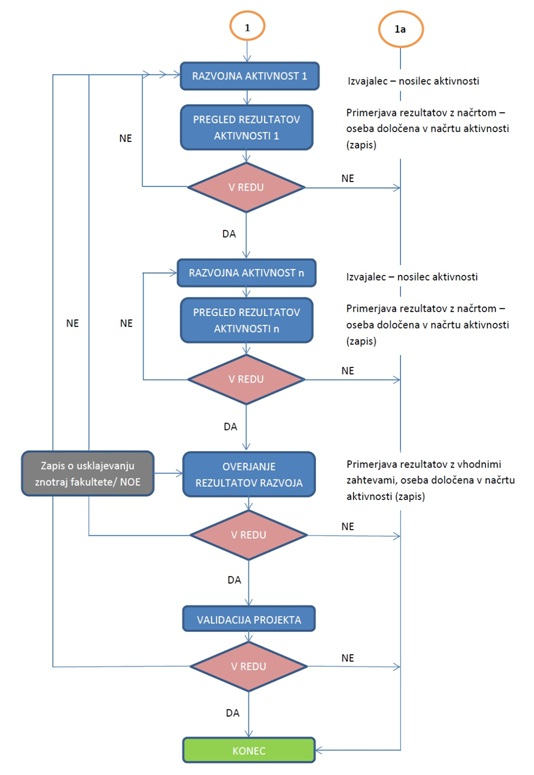 1
1a
RAZVOJNA AKTIVNOST 1
Izvajalec – nosilec aktivnosti
PREGLED REZULTATOV
AKTIVNOSTI 1
Primerjava rezultatov z načrtom –
oseba določena v načrtu aktivnosti
(zapis)
NE
V REDU
NE
DA
RAZVOJNA AKTIVNOST n
Izvajalec – nosilec aktivnosti
PREGLED REZULTATOV
AKTIVNOSTI n
Primerjava rezultatov z načrtom –
oseba določena v načrtu aktivnosti
(zapis)
NE
NE
V REDU
NE
DA
Zapis o usklajevanju
znotraj fakultete/ NOE
OVERJANJE
REZULTATOV RAZVOJA
Primerjava rezultatov z vhodnimi
zahtevami, oseba določena v načrtu
aktivnosti (zapis)
V REDU
NE
DA
VALIDACIJA PROJEKTA
V REDU
NE
DA
KONEC